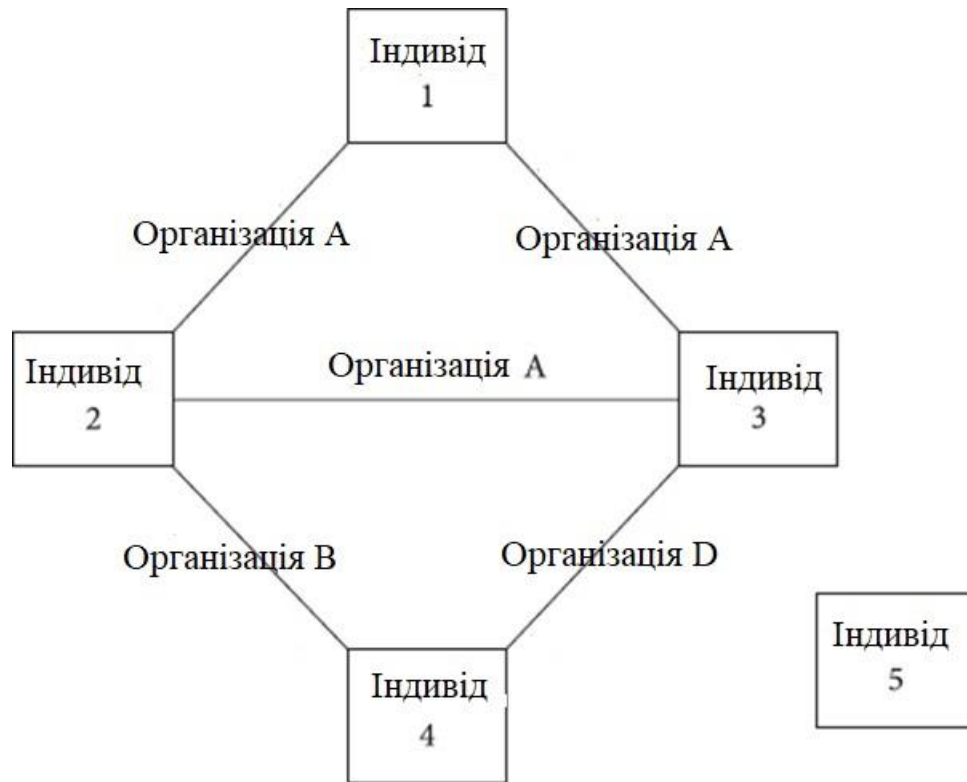 Індивід
1
Організація А
Організація А
Організація А
Індивід
2
Індивід
3
Організація В
Організація D
Індивід
5
Індивід
4